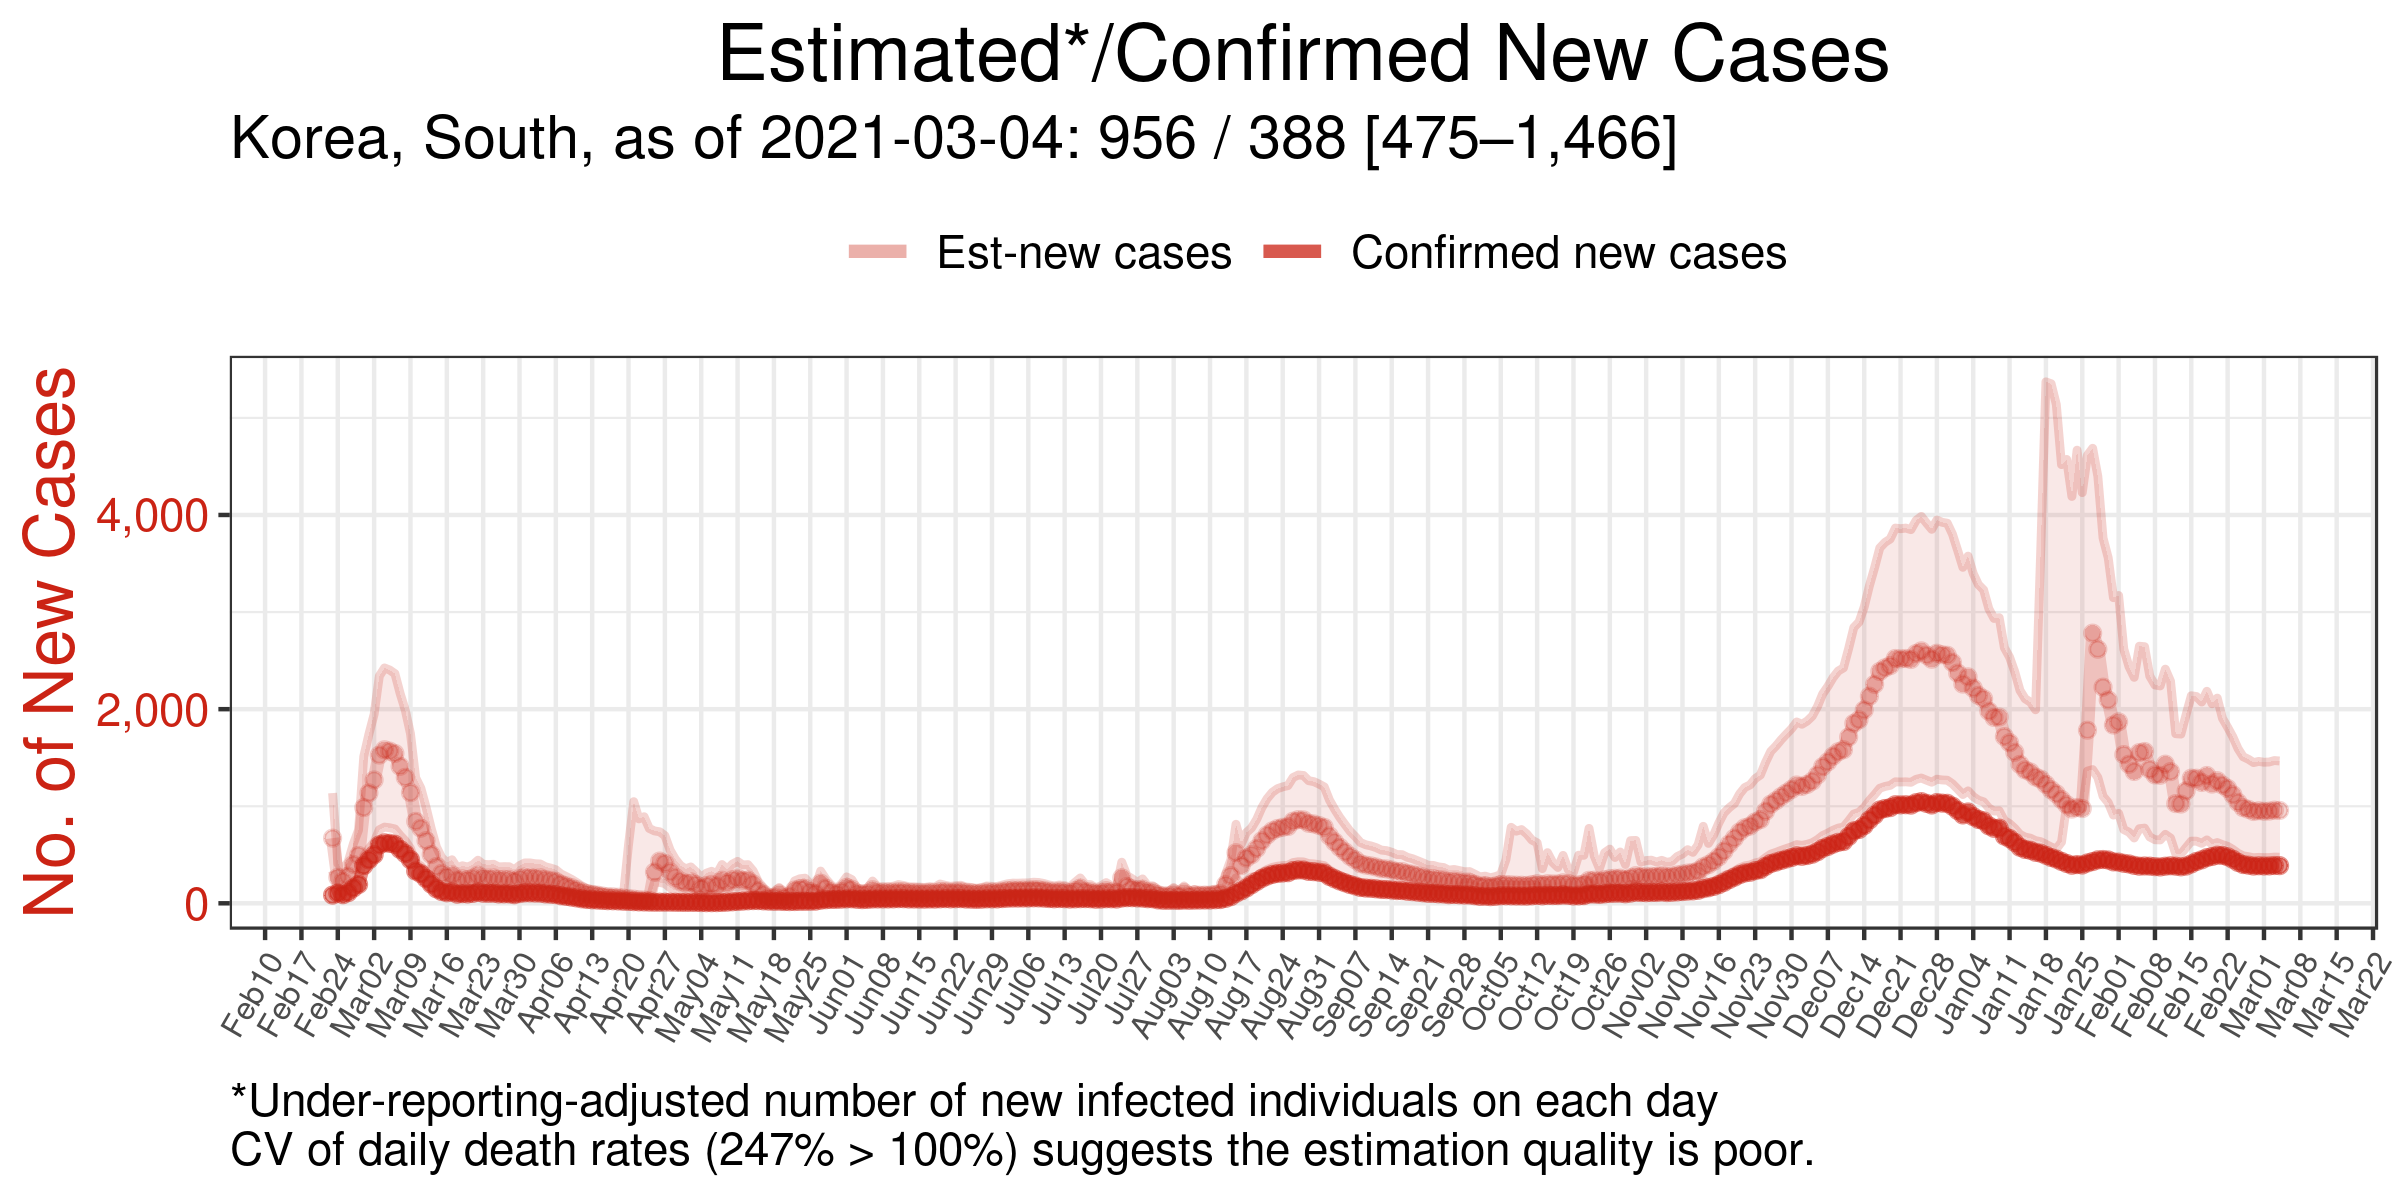 Estimated*/Confirmed New Cases
Korea, South, as of 2021-03-04: 956 / 388 [475–1,466]
Est-new cases
Confirmed new cases
No. of New Cases
4,000
2,000
0
Feb10
Feb17
Feb24
Mar02
Mar09
Mar16
Mar23
Mar30
Apr06
Apr13
Apr20
Apr27
May04
May11
May18
May25
Jun01
Jun08
Jun15
Jun22
Jun29
Jul06
Jul13
Jul20
Jul27
Aug03
Aug10
Aug17
Aug24
Aug31
Sep07
Sep14
Sep21
Sep28
Oct05
Oct12
Oct19
Oct26
Nov02
Nov09
Nov16
Nov23
Nov30
Dec07
Dec14
Dec21
Dec28
Jan04
Jan11
Jan18
Jan25
Feb01
Feb08
Feb15
Feb22
Mar01
Mar08
Mar15
Mar22
*Under-reporting-adjusted number of new infected individuals on each day
CV of daily death rates (247% > 100%) suggests the estimation quality is poor.